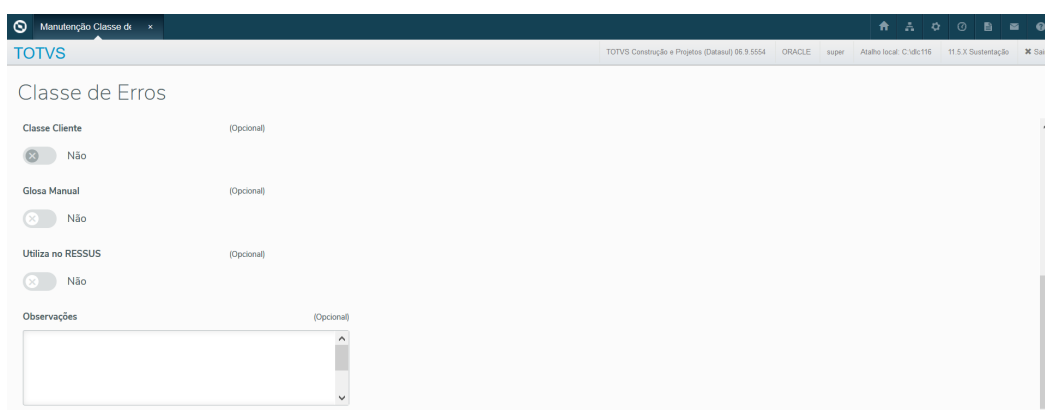 Manutenção Classe de ×
TOTVS TOTVS Construção e Projetos (Datasul) 06.9.5554 ORACLE super Atalho local: C:\dlc116 11.5.X Sustentação Sai
Classe de Erros
Classe Cliente (Opcional)
Não
Glosa Manual (Opcional)
Não
Utiliza no RESSUS (Opcional)
Não
Observações (Opcional)